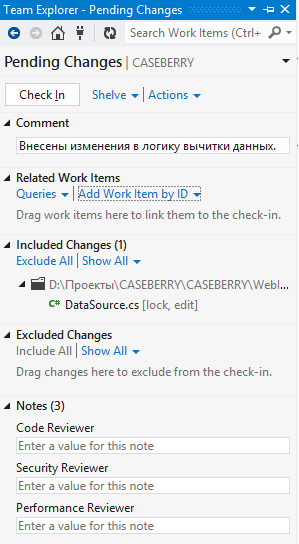 Team Explorer - Pending Changes
Search Work Items (Ctrl+
Pending Changes | CASEBERRY
Check In Shelve Actions
Comment
Внесены изменения в логику вычитки данных.
Related Work Items
Queries | Add Work Item by ID
Drag work items here to link them to the check-in.
Included Changes (1)
Exclude All | Show All
D:\Проекты\CASEBERRY\CASEBERRY\WebI...
C# DataSource.cs [lock, edit]
Excluded Changes
Include All | Show All
Drag changes here to exclude from the check-in.
Notes (3)
Code Reviewer
Enter a value for this note
Security Reviewer
Enter a value for this note
Performance Reviewer
Enter a value for this note